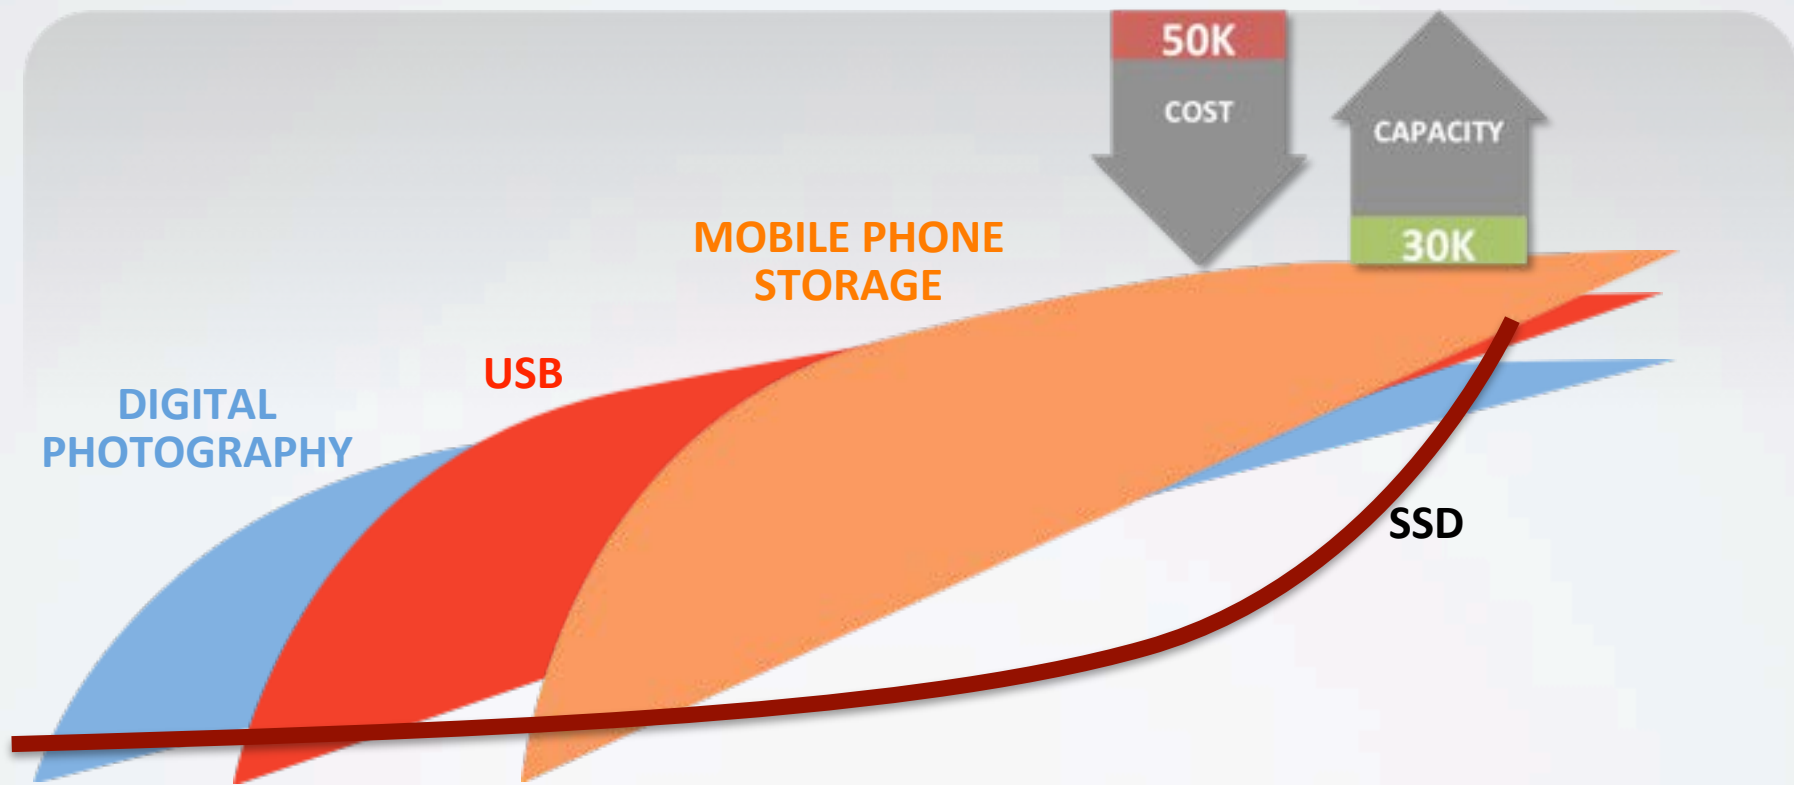 50K
COST
CAPACITY
30K
MOBILE PHONE
STORAGE
USB
DIGITAL
PHOTOGRAPHY
SSD